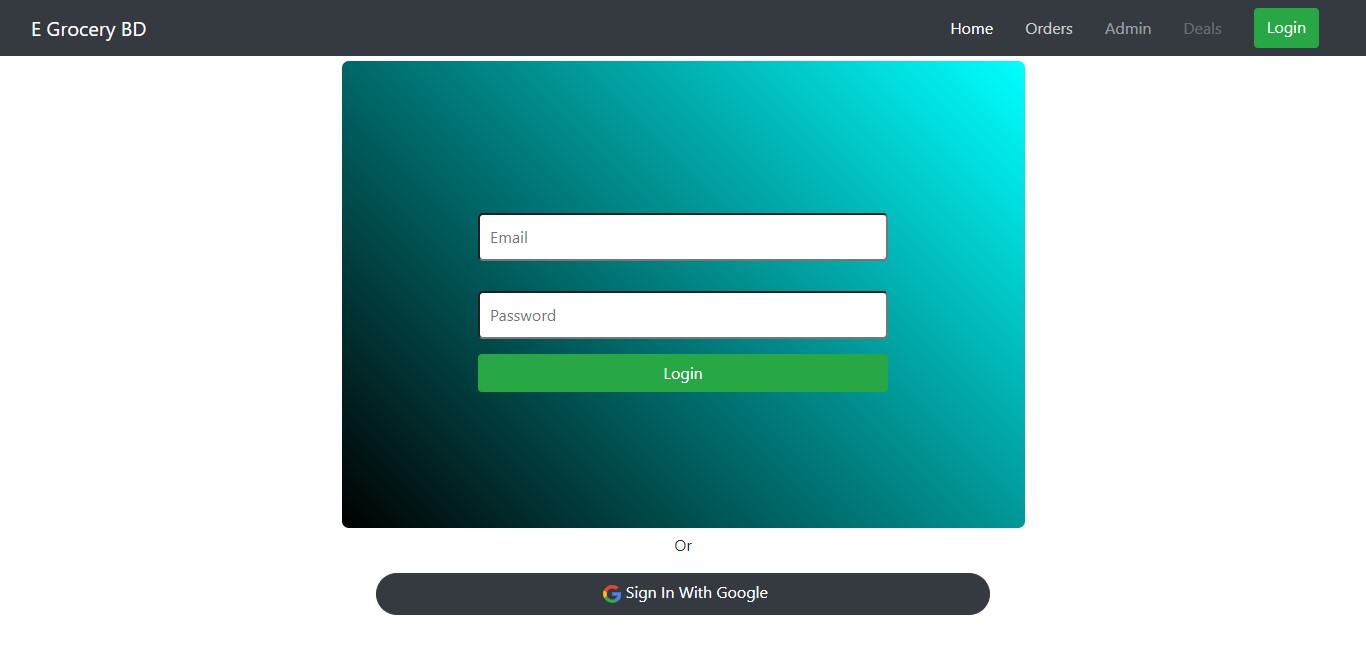 E Grocery BD
Home Orders Admin Deals Login
Email
Password
Login
Or
Sign In With Google